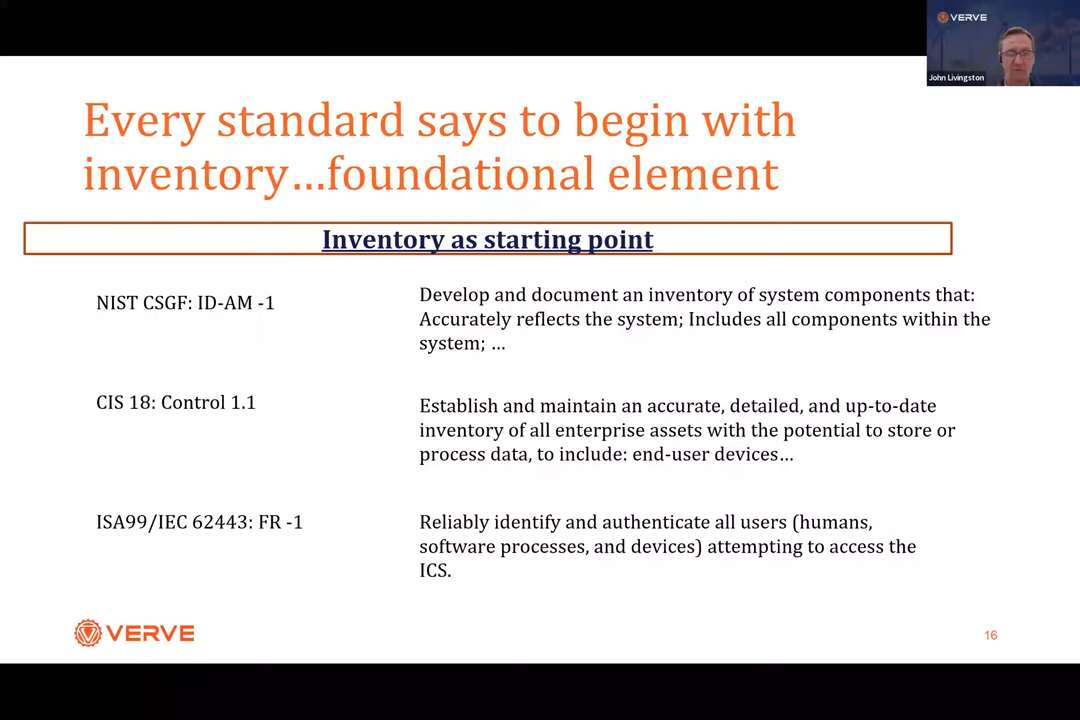 VERVE
John Livingston
Every standard says to begin with
inventory…foundational element
Inventory as starting point
NIST CSGF: ID-AM -1
Develop and document an inventory of system components that:
Accurately reflects the system; Includes all components within the
system; …
CIS 18: Control 1.1
Establish and maintain an accurate, detailed, and up-to-date
inventory of all enterprise assets with the potential to store or
process data, to include: end-user devices…
ISA99/IEC 62443: FR -1
Reliably identify and authenticate all users (humans,
software processes, and devices) attempting to access the
ICS.
VERVE
16